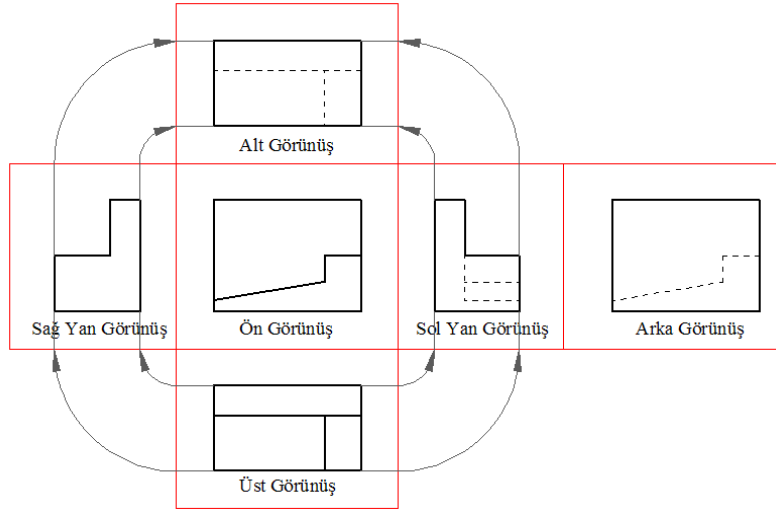 Alt Görünüş
Sağ Yan Görünüş
Ön Görünüş
Sol Yan Görünüş
Arka Görünüş
Üst Görünüş